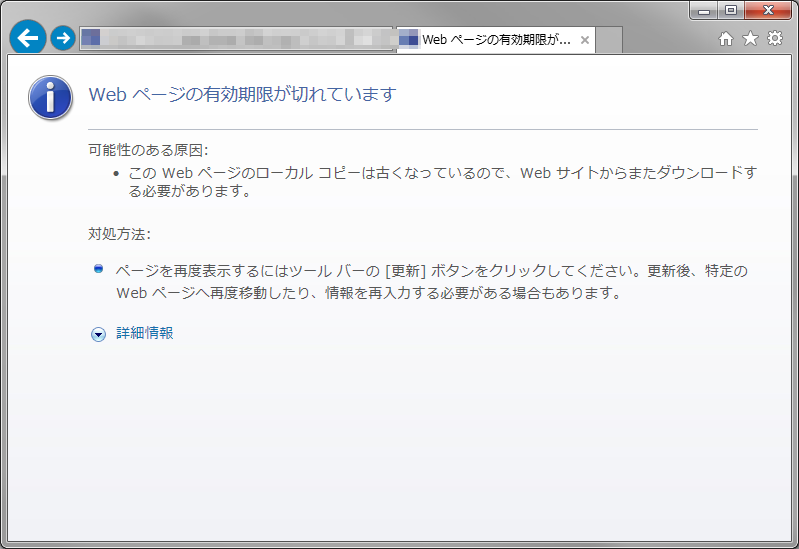 Web ページの有効期限が...
Web ページの有効期限が切れています
可能性のある原因:
• この Web ページのローカル コピーは古くなっているので、Web サイトからまたダウンロードす
る必要があります。
対処方法:
ページを再度表示するにはツール バーの [更新] ボタンをクリックしてください。更新後、特定の
Web ページへ再度移動したり、情報を再入力する必要がある場合もあります。
詳細情報